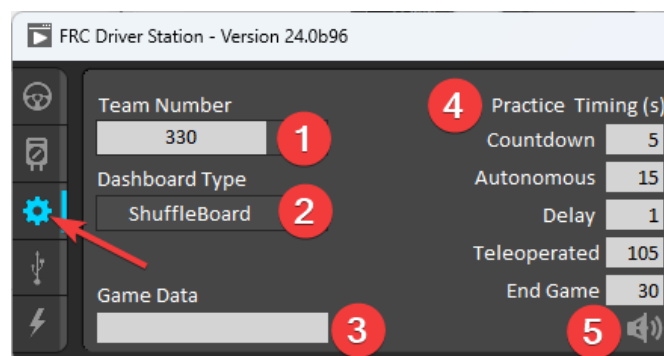 FRC Driver Station - Version 24.0b96
Team Number
330
1
Dashboard Type
ShuffleBoard
2
Game Data
3
4
Practice Timing (s)
Countdown 5
Autonomous 15
Delay 1
Teleoperated 105
End Game 30
5